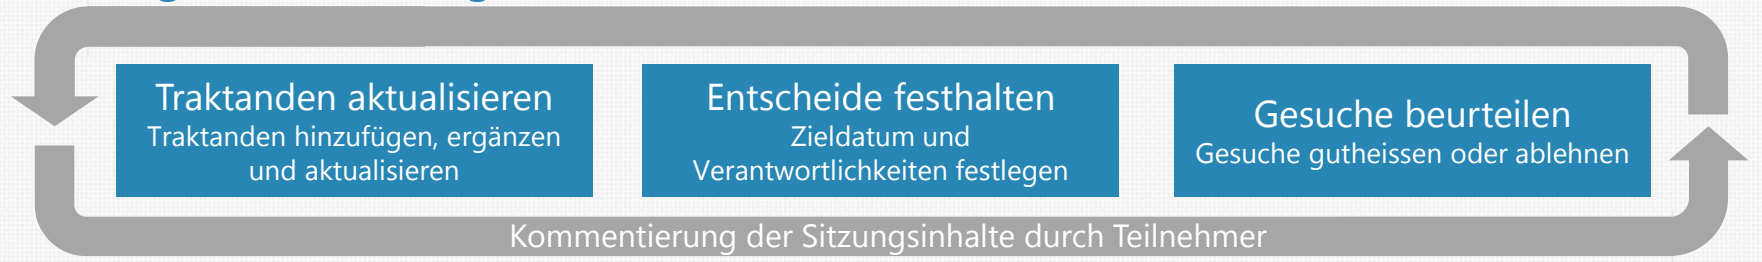 Traktanden aktualisieren
Traktanden hinzufügen, ergänzen
und aktualisieren
Entscheide festhalten
Zieldatum und
Verantwortlichkeiten festlegen
Gesuche beurteilen
Gesuche gutheissen oder ablehnen
Kommentierung der Sitzungsinhalte durch Teilnehmer